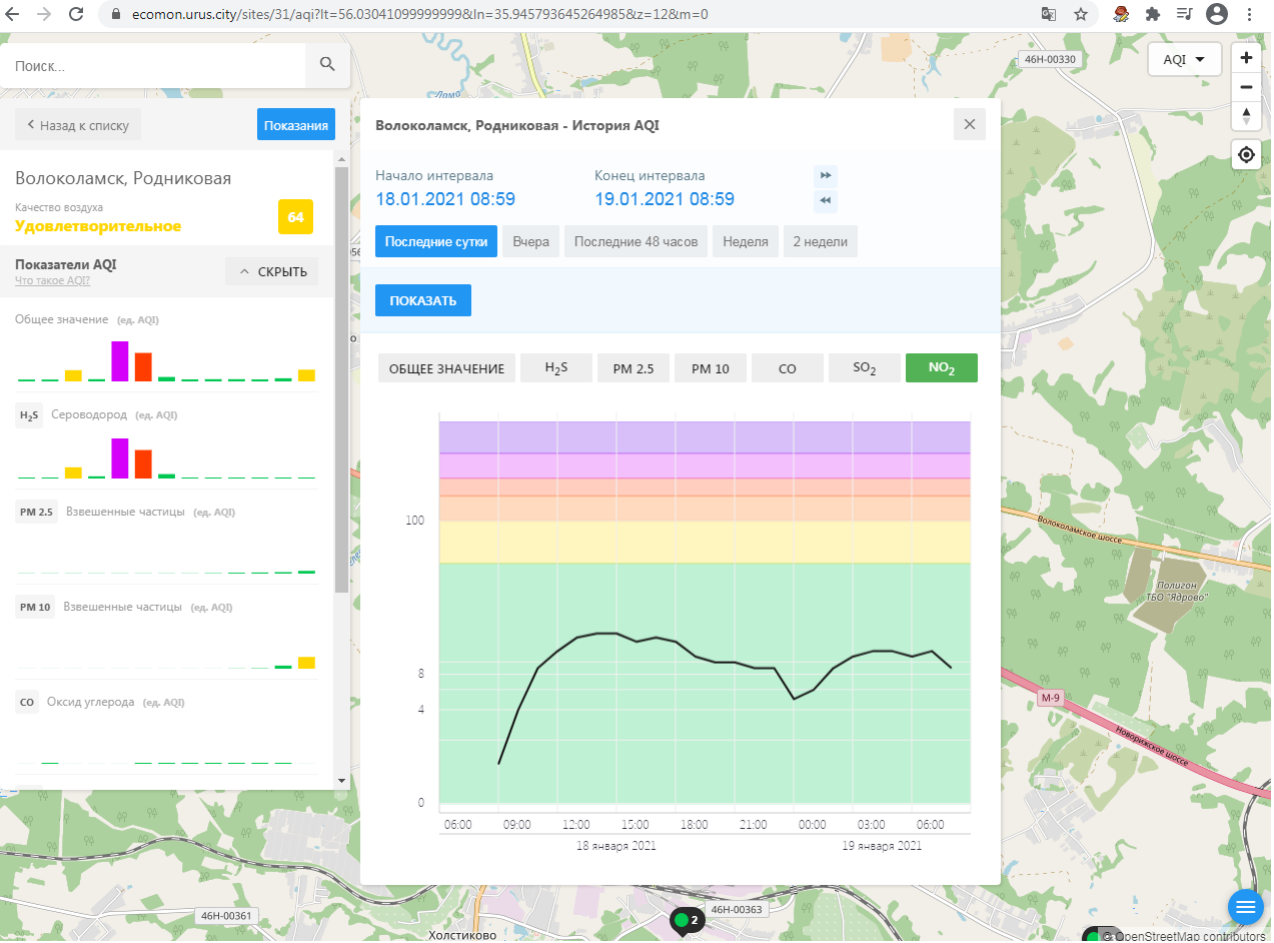 ecomon.urus.city/sites/31/aqi?lt=56.03041099999999&ln=35.945793645264985&z=12&m=0
Поиск...
Назад к списку
Показания
Волоколамск, Родниковая
Качество воздуха
Удовлетворительное
64
Показатели AQI
Что такое AQI?
СКРЫТЬ
Общее значение (ед. AQI)
H2S Сероводород (ед. AQI)
PM 2.5 Взвешенные частицы (ед. AQI)
PM 10 Взвешенные частицы (ед. AQI)
CO Оксид углерода (ед. AQI)
Волоколамск, Родниковая - История AQI
Начало интервала
18.01.2021 08:59
Конец интервала
19.01.2021 08:59
Последние сутки
Вчера
Последние 48 часов
Неделя
2 недели
ПОКАЗАТЬ
ОБЩЕЕ ЗНАЧЕНИЕ
H2S
PM 2.5
PM 10
CO
SO2
NO2
100
8
4
0
06:00 09:00 12:00 15:00 18:00 21:00 00:00 03:00 06:00
18 января 2021
19 января 2021
46Н-00330
AQI
Лама
Волоколамское шоссе
Полигон
ТБО "Ядрово"
М-9
Новорижское шоссе
46Н-00361
46Н-00363
2
Холстиково
© OpenStreetMap contributors